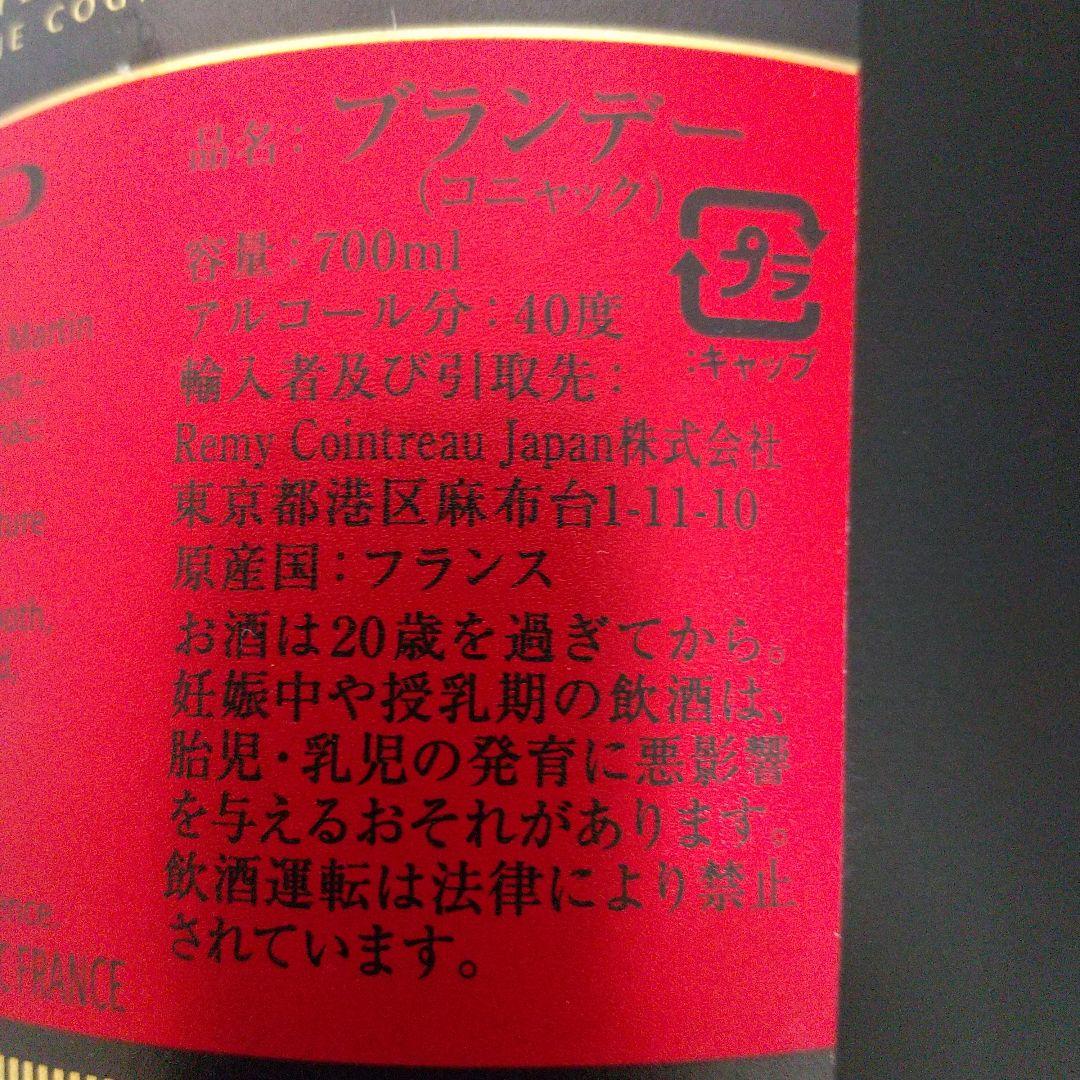 UE COG
品名：ブランデー
（コニャック）
容量：700ml
アルコール分：40度
プラ
：キャップ
輸入者及び引取先：
Remy Cointreau Japan株式会社
東京都港区麻布台1-11-10
原産国：フランス
お酒は20歳を過ぎてから。
妊娠中や授乳期の飲酒は、
胎児・乳児の発育に悪影響
を与えるおそれがあります。
飲酒運転は法律により禁止
されています。
Martin
FRANCE